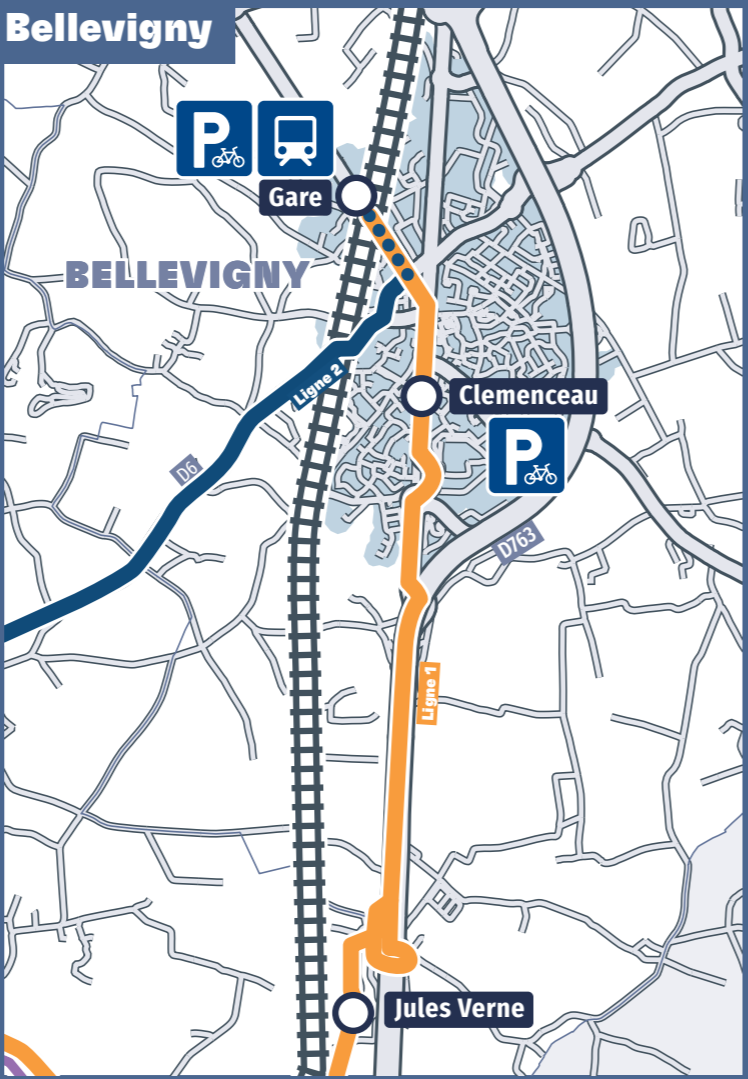 Bellevigny
P
Gare
BELLEVIGNY
Ligne 2
Clemenceau
P
D6
D763
Ligne 1
Jules Verne